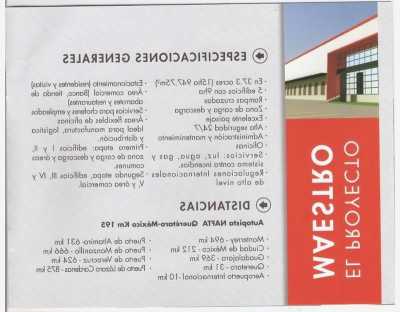 EL PROYECTO
MAESTRO
ESPECIFICACIONES GENERALES
· En 37.3 acres (15ha 947.75m²)
· 5 edificios con 9ha
· Rampas cruzadas
· Zona de carga y descarga
· Excelente paisaje
· Alta seguridad 24/7
· Administración y mantenimiento
· Oficinas
· Servicios: luz, agua, gas y
sistema contra incendios.
· Regulaciones Internacionales
de alto nivel
· Estacionamiento (residentes y visitas)
· Área comercial (banco, tienda de
abarrotes y restaurantes)
· Servicios para choferes y empleados
· Áreas flexibles de oficinas
· Ideal para manufactura, logística
y distribución.
· Primera etapa: edificios I y II,
zona de carga y descarga y áreas
comunes
· Segunda etapa, edificios III, IV y
V, y área comercial.
DISTANCIAS
Autopista NAFTA Querétaro-México Km 195
· Monterrey - 694 km
· Ciudad de México - 212 km
· Guadalajara - 369 km
· Querétaro - 31 km
· Aeropuerto Internacional -10 km
· Puerto de Altamira- 631 km
· Puerto de Manzanillo- 666 km
· Puerto de Veracruz - 624 km
· Puerto de Lázaro Cárdenas- 875 km